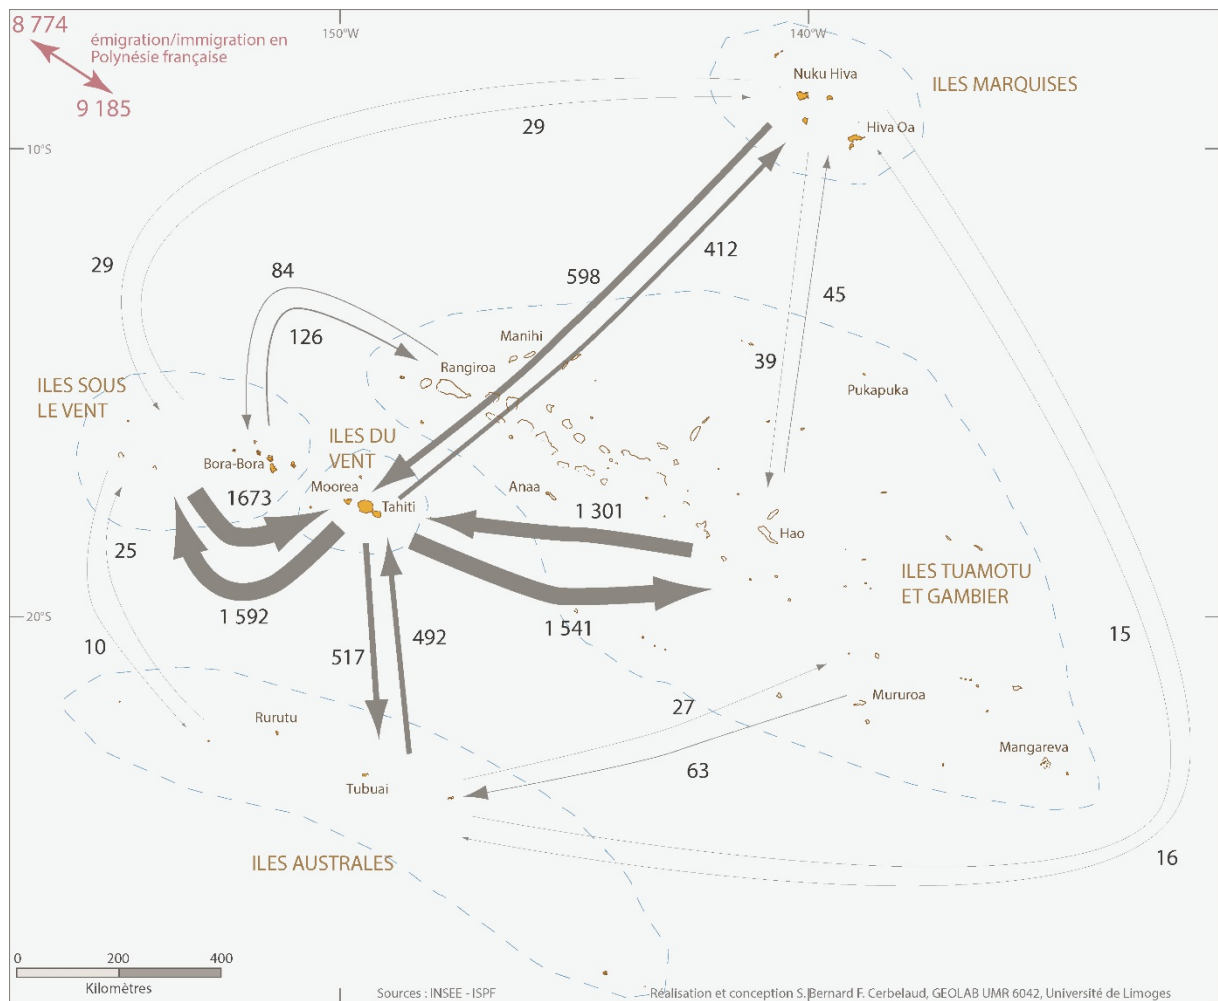 8 774
émigration/immigration en
Polynésie française
9 185
150°W
140°W
Nuku Hiva
ILES MARQUISES
Hiva Oa
10°S
29
412
598
29
84
45
126
Manihi
39
Rangiroa
Pukapuka
ILES SOUS
LE VENT
ILES DU
VENT
Bora-Bora
Moorea
Tahiti
1673
Anaa
1 301
Hao
25
ILES TUAMOTU
ET GAMBIER
20°S
1 592
1 541
492
517
10
15
27
Mururoa
Rurutu
Mangareva
63
Tubuai
16
ILES AUSTRALES
0
200
400
Kilomètres
Sources : INSEE - ISPF
Réalisation et conception S. Bernard F. Cerbelaud, GEOLAB UMR 6042, Université de Limoges